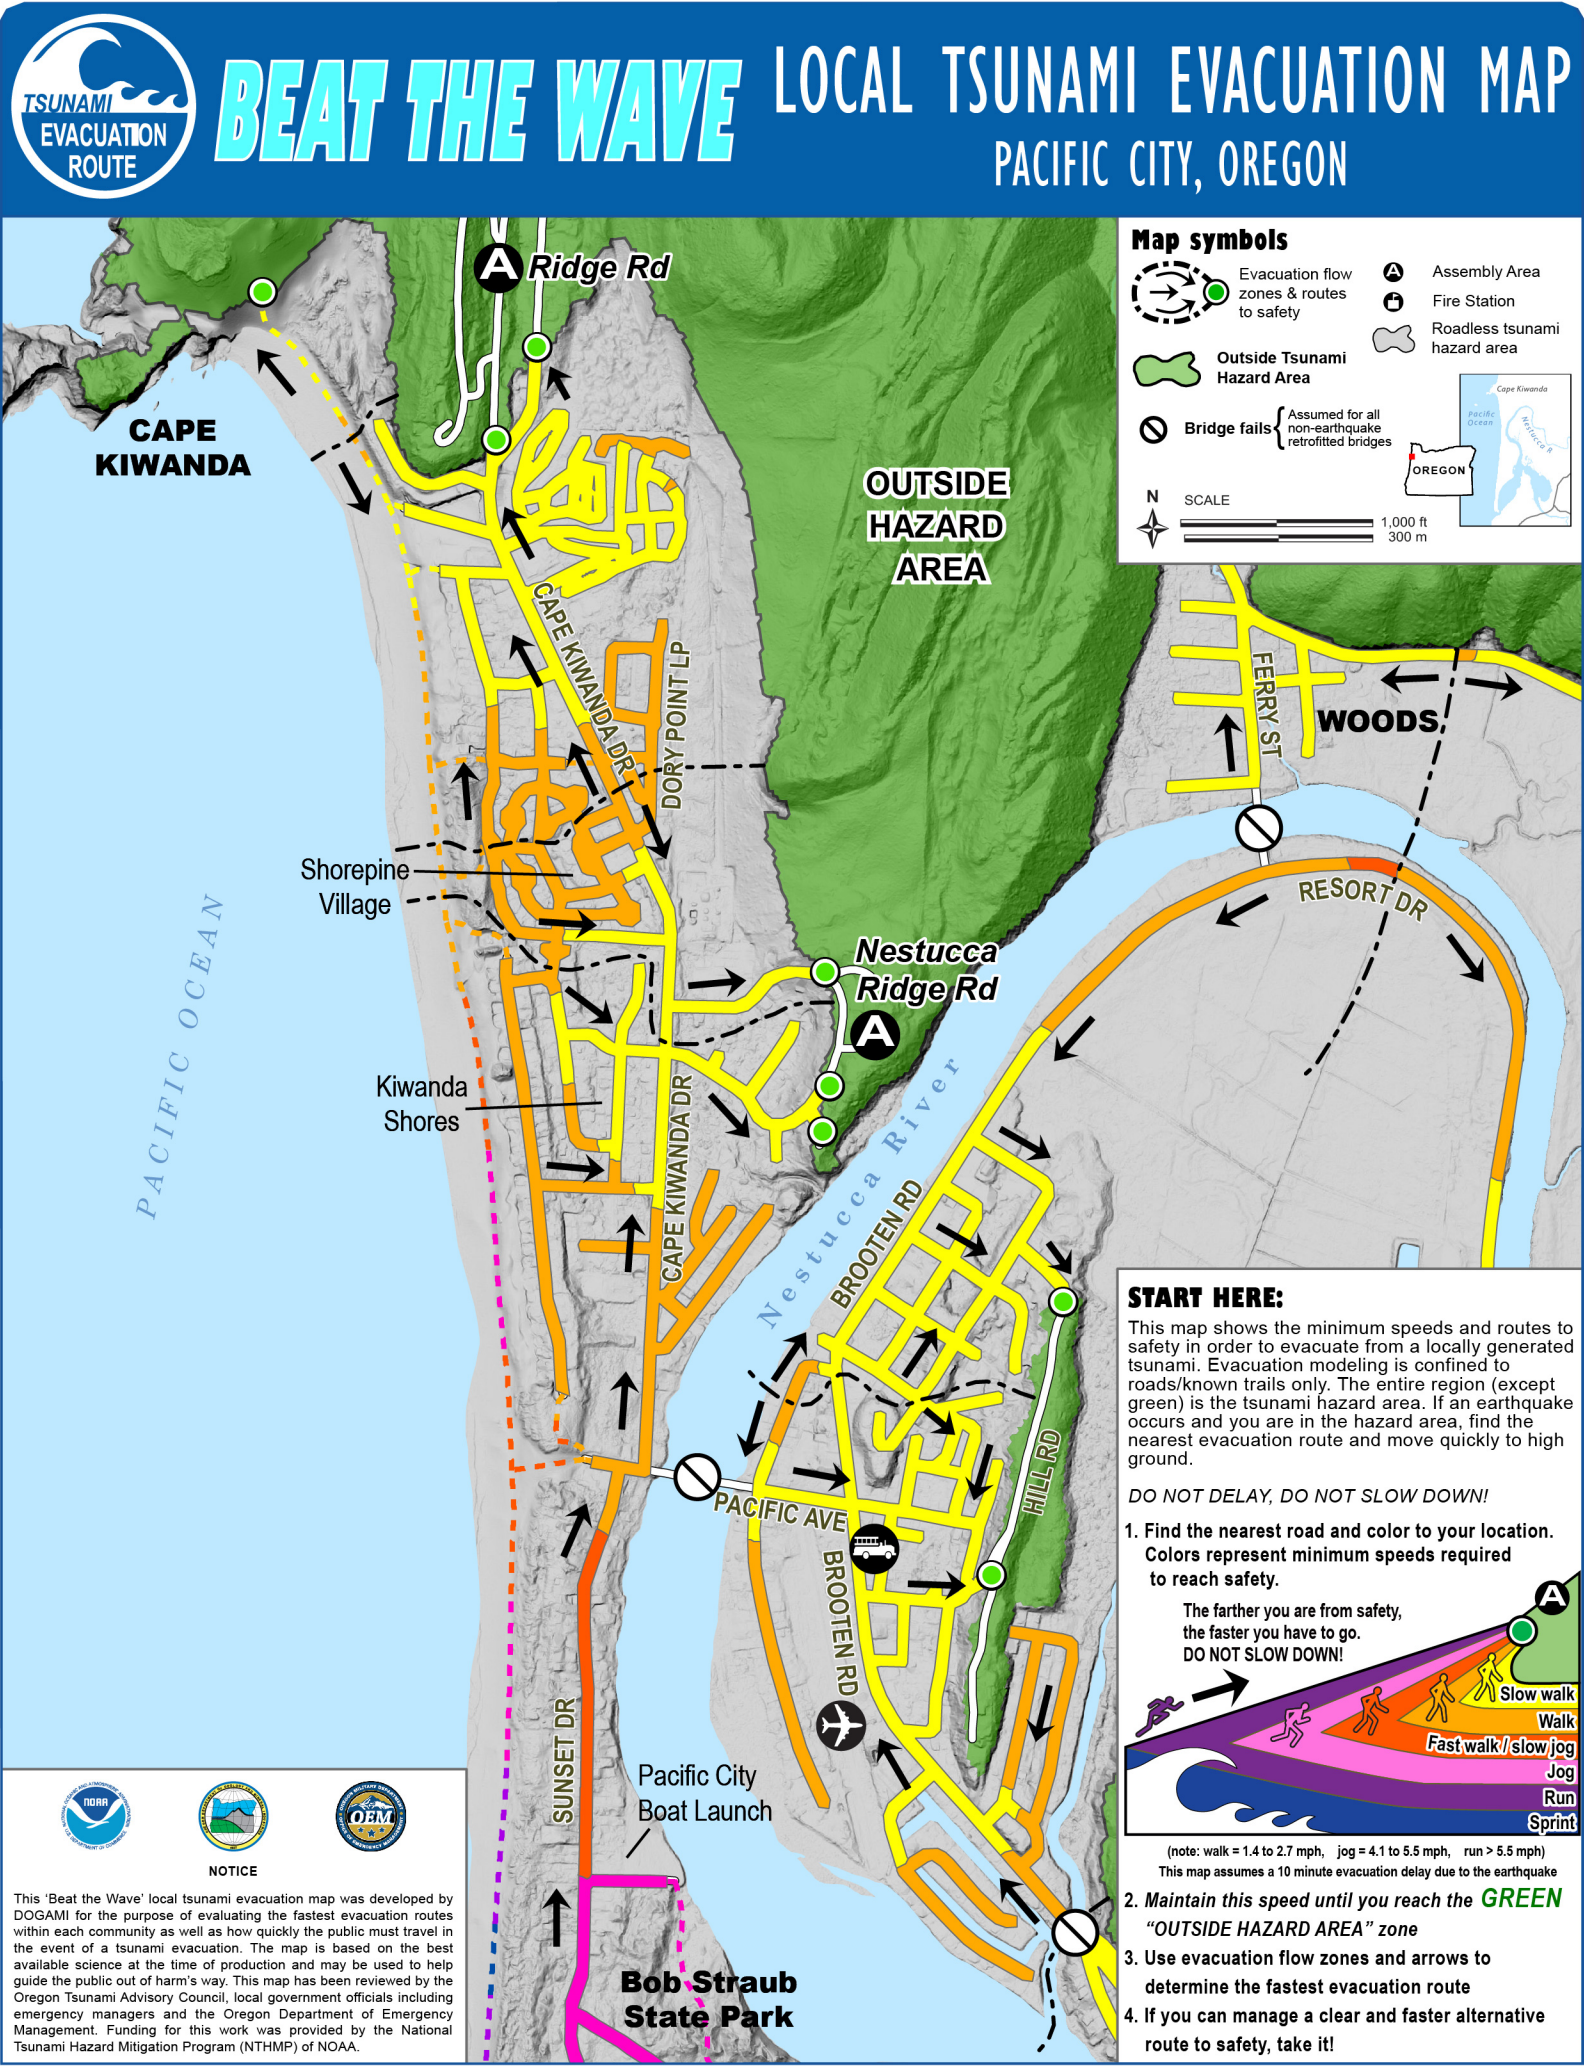 TSUNAMI
EVACUATION
ROUTE
BEAT THE WAVE
LOCAL TSUNAMI EVACUATION MAP
PACIFIC CITY, OREGON
A Ridge Rd
CAPE
KIWANDA
OUTSIDE
HAZARD
AREA
Map symbols
Evacuation flow
zones & routes
to safety
A Assembly Area
Fire Station
Roadless tsunami
hazard area
Outside Tsunami
Hazard Area
Bridge fails
Assumed for all
non-earthquake
retrofitted bridges
Cape Kiwanda
Pacific
Ocean
Nestucca R
OREGON
N
SCALE
1,000 ft
300 m
CAPE KIWANDA DR
DORY POINT LP
FERRY ST
WOODS
RESORT DR
Shorepine
Village
PACIFIC OCEAN
Nestucca
Ridge Rd
A
Kiwanda
Shores
CAPE KIWANDA DR
Nestucca River
BROOTEN RD
HILL RD
PACIFIC AVE
BROOTEN RD
SUNSET DR
Pacific City
Boat Launch
Bob Straub
State Park
START HERE:
This map shows the minimum speeds and routes to
safety in order to evacuate from a locally generated
tsunami. Evacuation modeling is confined to
roads/known trails only. The entire region (except
green) is the tsunami hazard area. If an earthquake
occurs and you are in the hazard area, find the
nearest evacuation route and move quickly to high
ground.
DO NOT DELAY, DO NOT SLOW DOWN!
1. Find the nearest road and color to your location.
Colors represent minimum speeds required
to reach safety.
The farther you are from safety,
the faster you have to go.
DO NOT SLOW DOWN!
A
Slow walk
Walk
Fast walk / slow jog
Jog
Run
Sprint
(note: walk = 1.4 to 2.7 mph, jog = 4.1 to 5.5 mph, run > 5.5 mph)
This map assumes a 10 minute evacuation delay due to the earthquake
2. Maintain this speed until you reach the GREEN
“OUTSIDE HAZARD AREA” zone
3. Use evacuation flow zones and arrows to
determine the fastest evacuation route
4. If you can manage a clear and faster alternative
route to safety, take it!
NOAA
OEM
NOTICE
This ‘Beat the Wave’ local tsunami evacuation map was developed by
DOGAMI for the purpose of evaluating the fastest evacuation routes
within each community as well as how quickly the public must travel in
the event of a tsunami evacuation. The map is based on the best
available science at the time of production and may be used to help
guide the public out of harm’s way. This map has been reviewed by the
Oregon Tsunami Advisory Council, local government officials including
emergency managers and the Oregon Department of Emergency
Management. Funding for this work was provided by the National
Tsunami Hazard Mitigation Program (NTHMP) of NOAA.